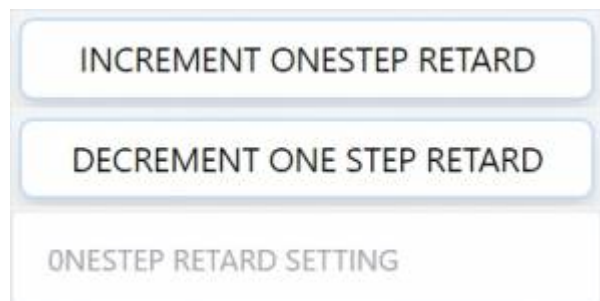 INCREMENT ONESTEP RETARD
DECREMENT ONE STEP RETARD
0NESTEP RETARD SETTING